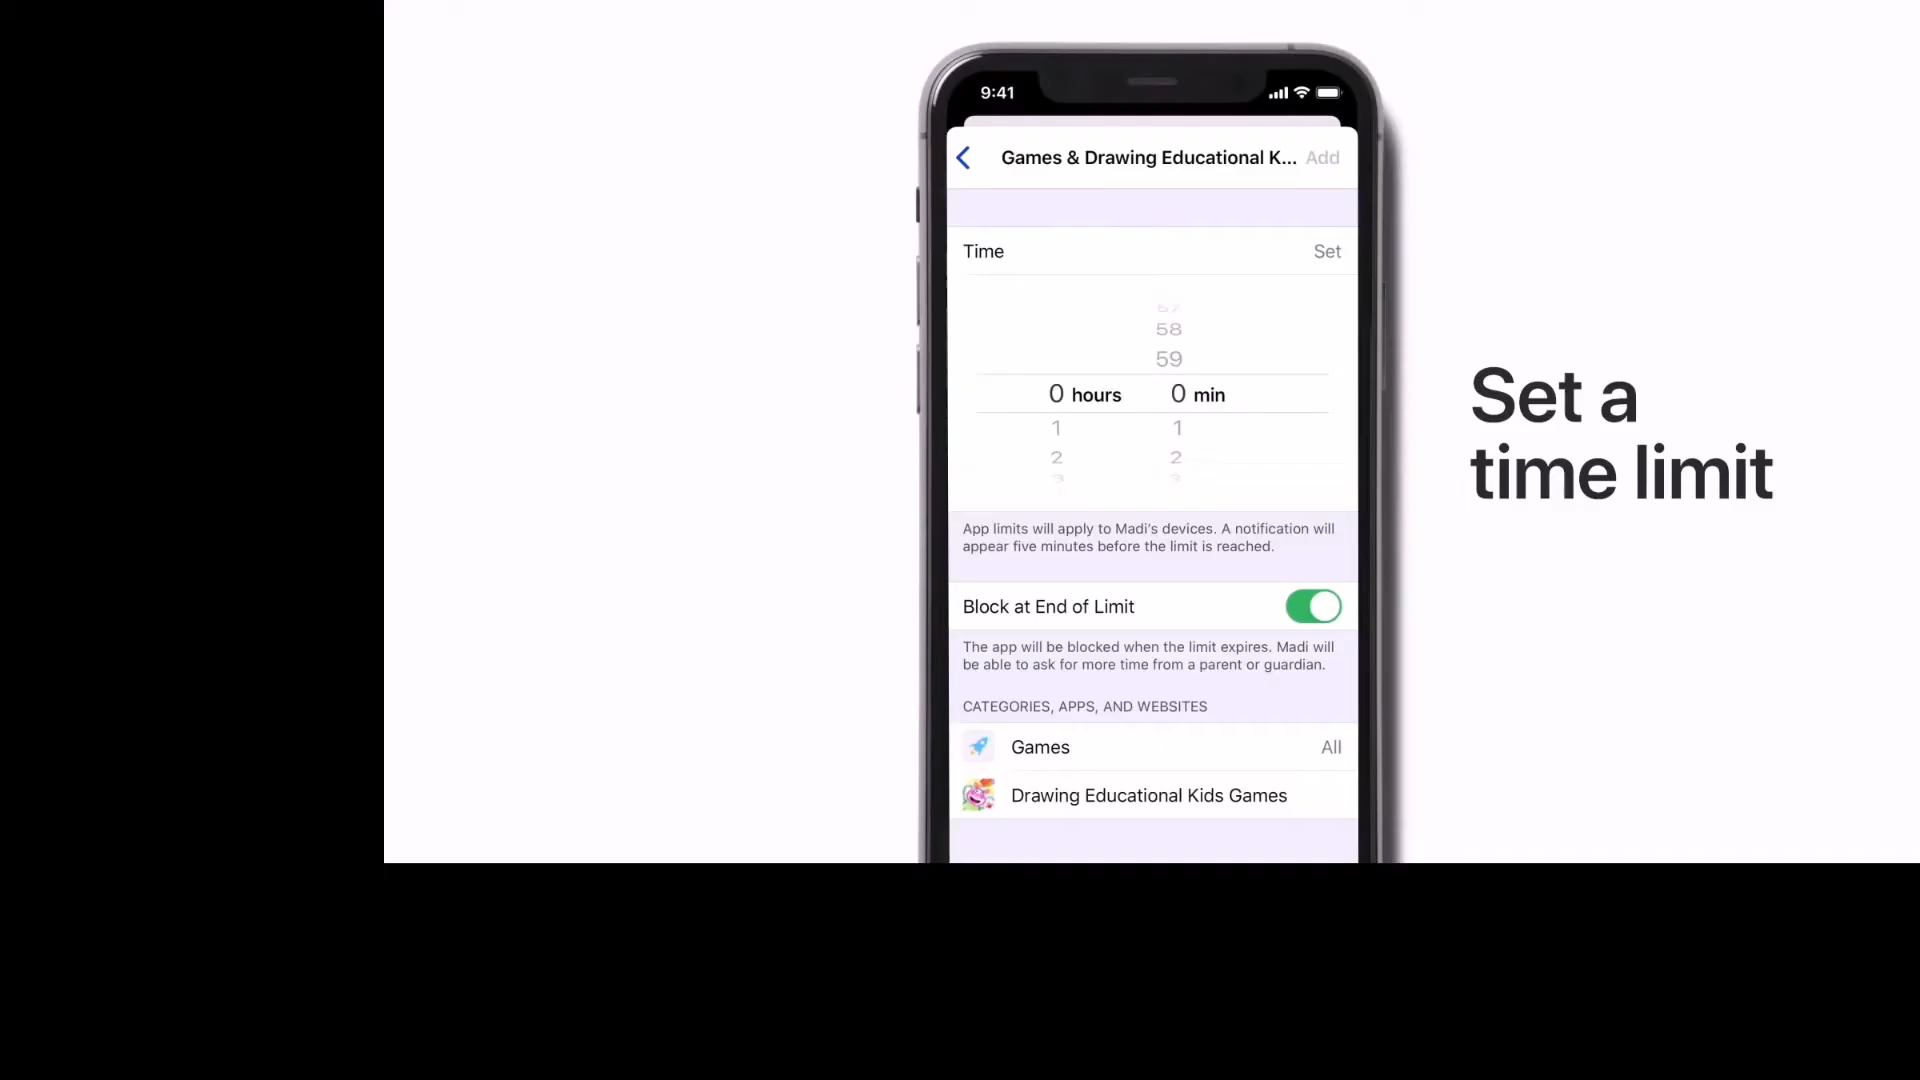 9:41
Games & Drawing Educational K... Add
Time Set
57
58
59
0 hours 0 min
1 1
2 2
3 3
App limits will apply to Madi's devices. A notification will
appear five minutes before the limit is reached.
Block at End of Limit
The app will be blocked when the limit expires. Madi will
be able to ask for more time from a parent or guardian.
CATEGORIES, APPS, AND WEBSITES
Games All
Drawing Educational Kids Games
Set a
time limit